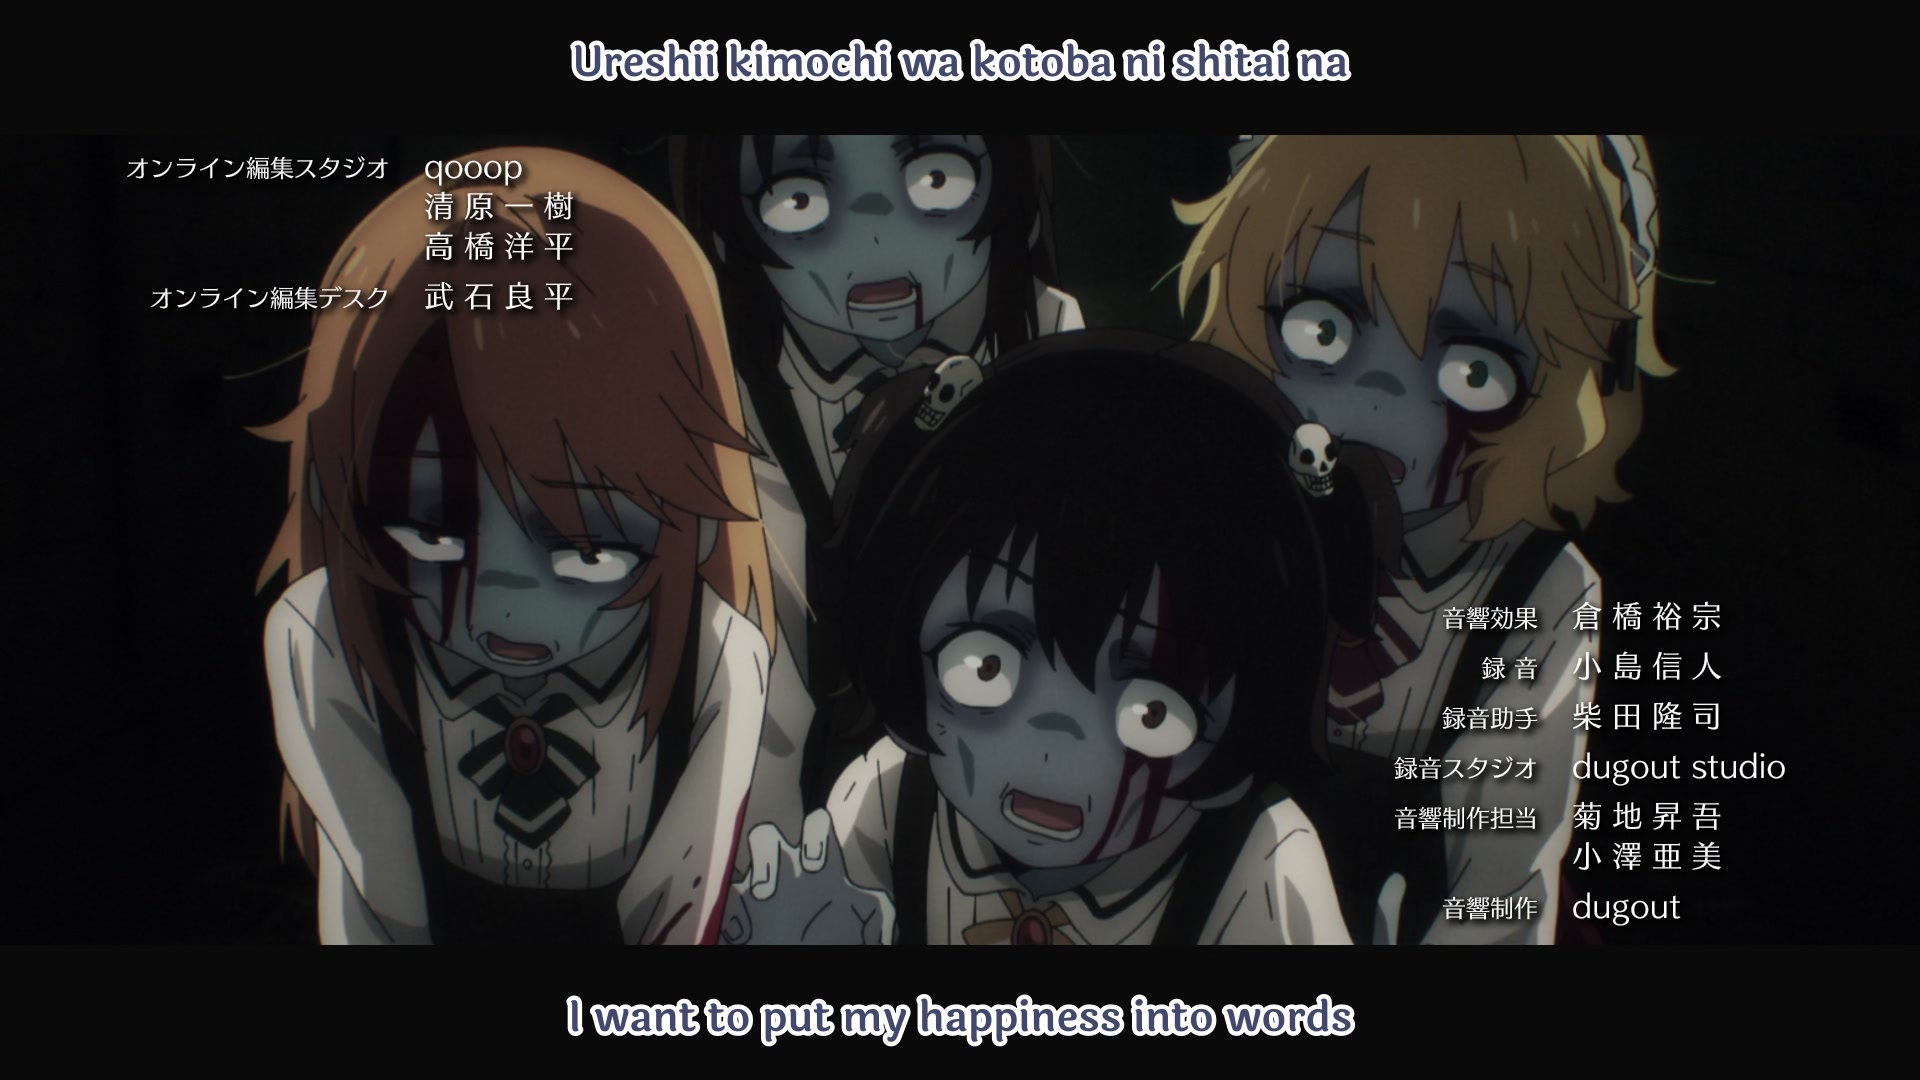 Ureshii kimochi wa kotoba ni shitai na
オンライン編集スタジオ qooop
清原一樹
高橋洋平
オンライン編集デスク 武石良平
音響効果 倉橋裕宗
録音 小島信人
録音助手 柴田隆司
録音スタジオ dugout studio
音響制作担当 菊地昇吾
小澤亜美
音響制作 dugout
I want to put my happiness into words